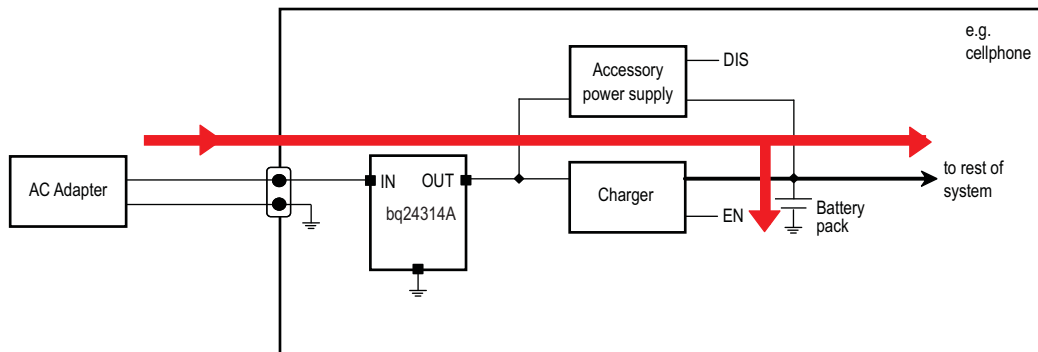 e.g.
cellphone
Accessory
power supply
DIS
AC Adapter
IN
OUT
bq24314A
Charger
EN
to rest of
system
Battery
pack